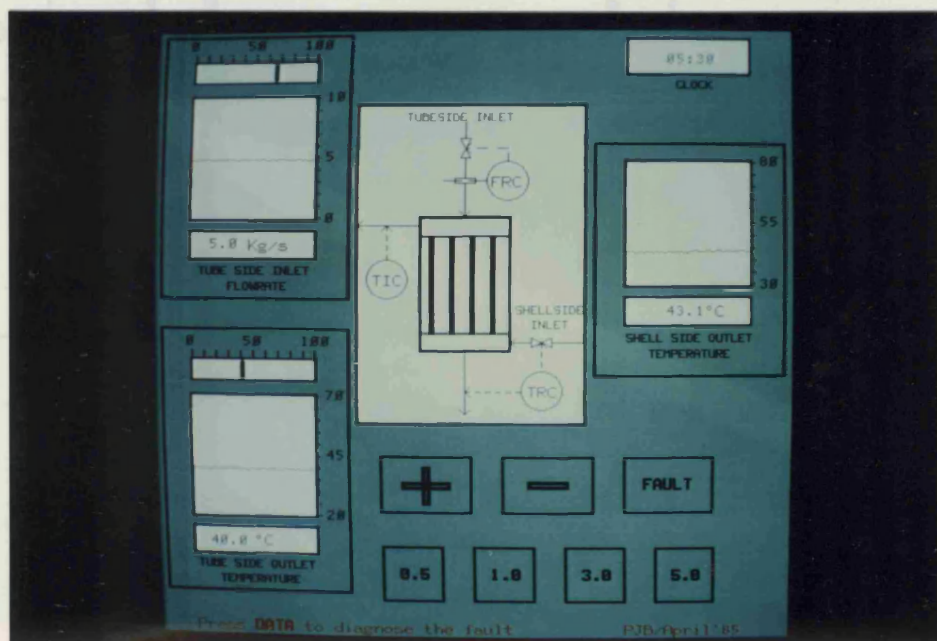 0 50 100
10
5
0
5.0 Kg/s
TUBE SIDE INLET
FLOWRATE
0 50 100
70
45
20
40.0 °C
TUBE SIDE OUTLET
TEMPERATURE
TUBESIDE INLET
FRC
TIC
SHELLSIDE
INLET
TRC
05:30
CLOCK
80
55
30
43.1°C
SHELL SIDE OUTLET
TEMPERATURE
+ - FAULT
0.5 1.0 3.0 5.0
Press DATA to diagnose the fault PJB/April'85